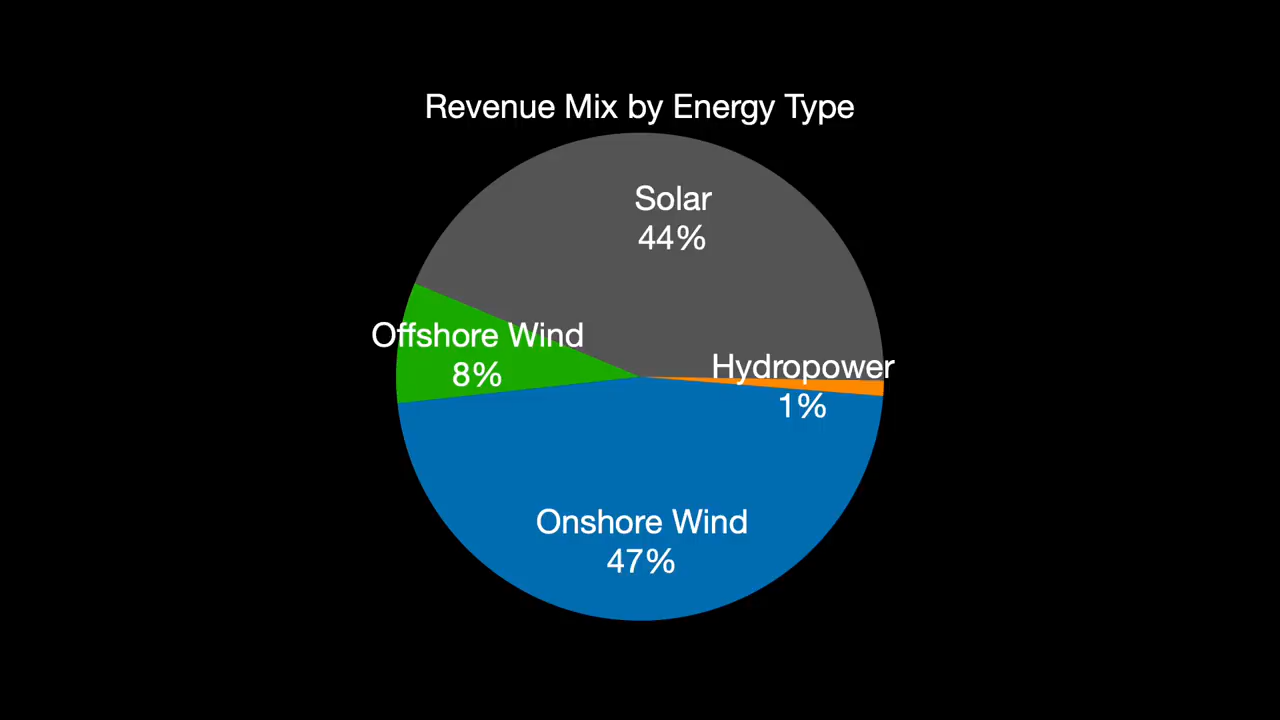 Revenue Mix by Energy Type
Solar
44%
Offshore Wind
8%
Hydropower
1%
Onshore Wind
47%